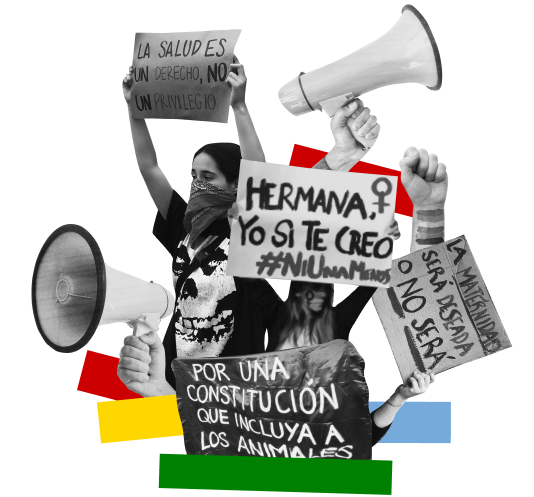 LA SALUD ES
UN DERECHO, NO
UN PRIVILEGIO
HERMANA,
YO SI TE CREO
#NIUNAMENOS
LA MATERNIDAD
SERÁ DESEADA
O NO SERÁ
POR UNA
CONSTITUCIÓN
QUE INCLUYA A
LOS ANIMALES